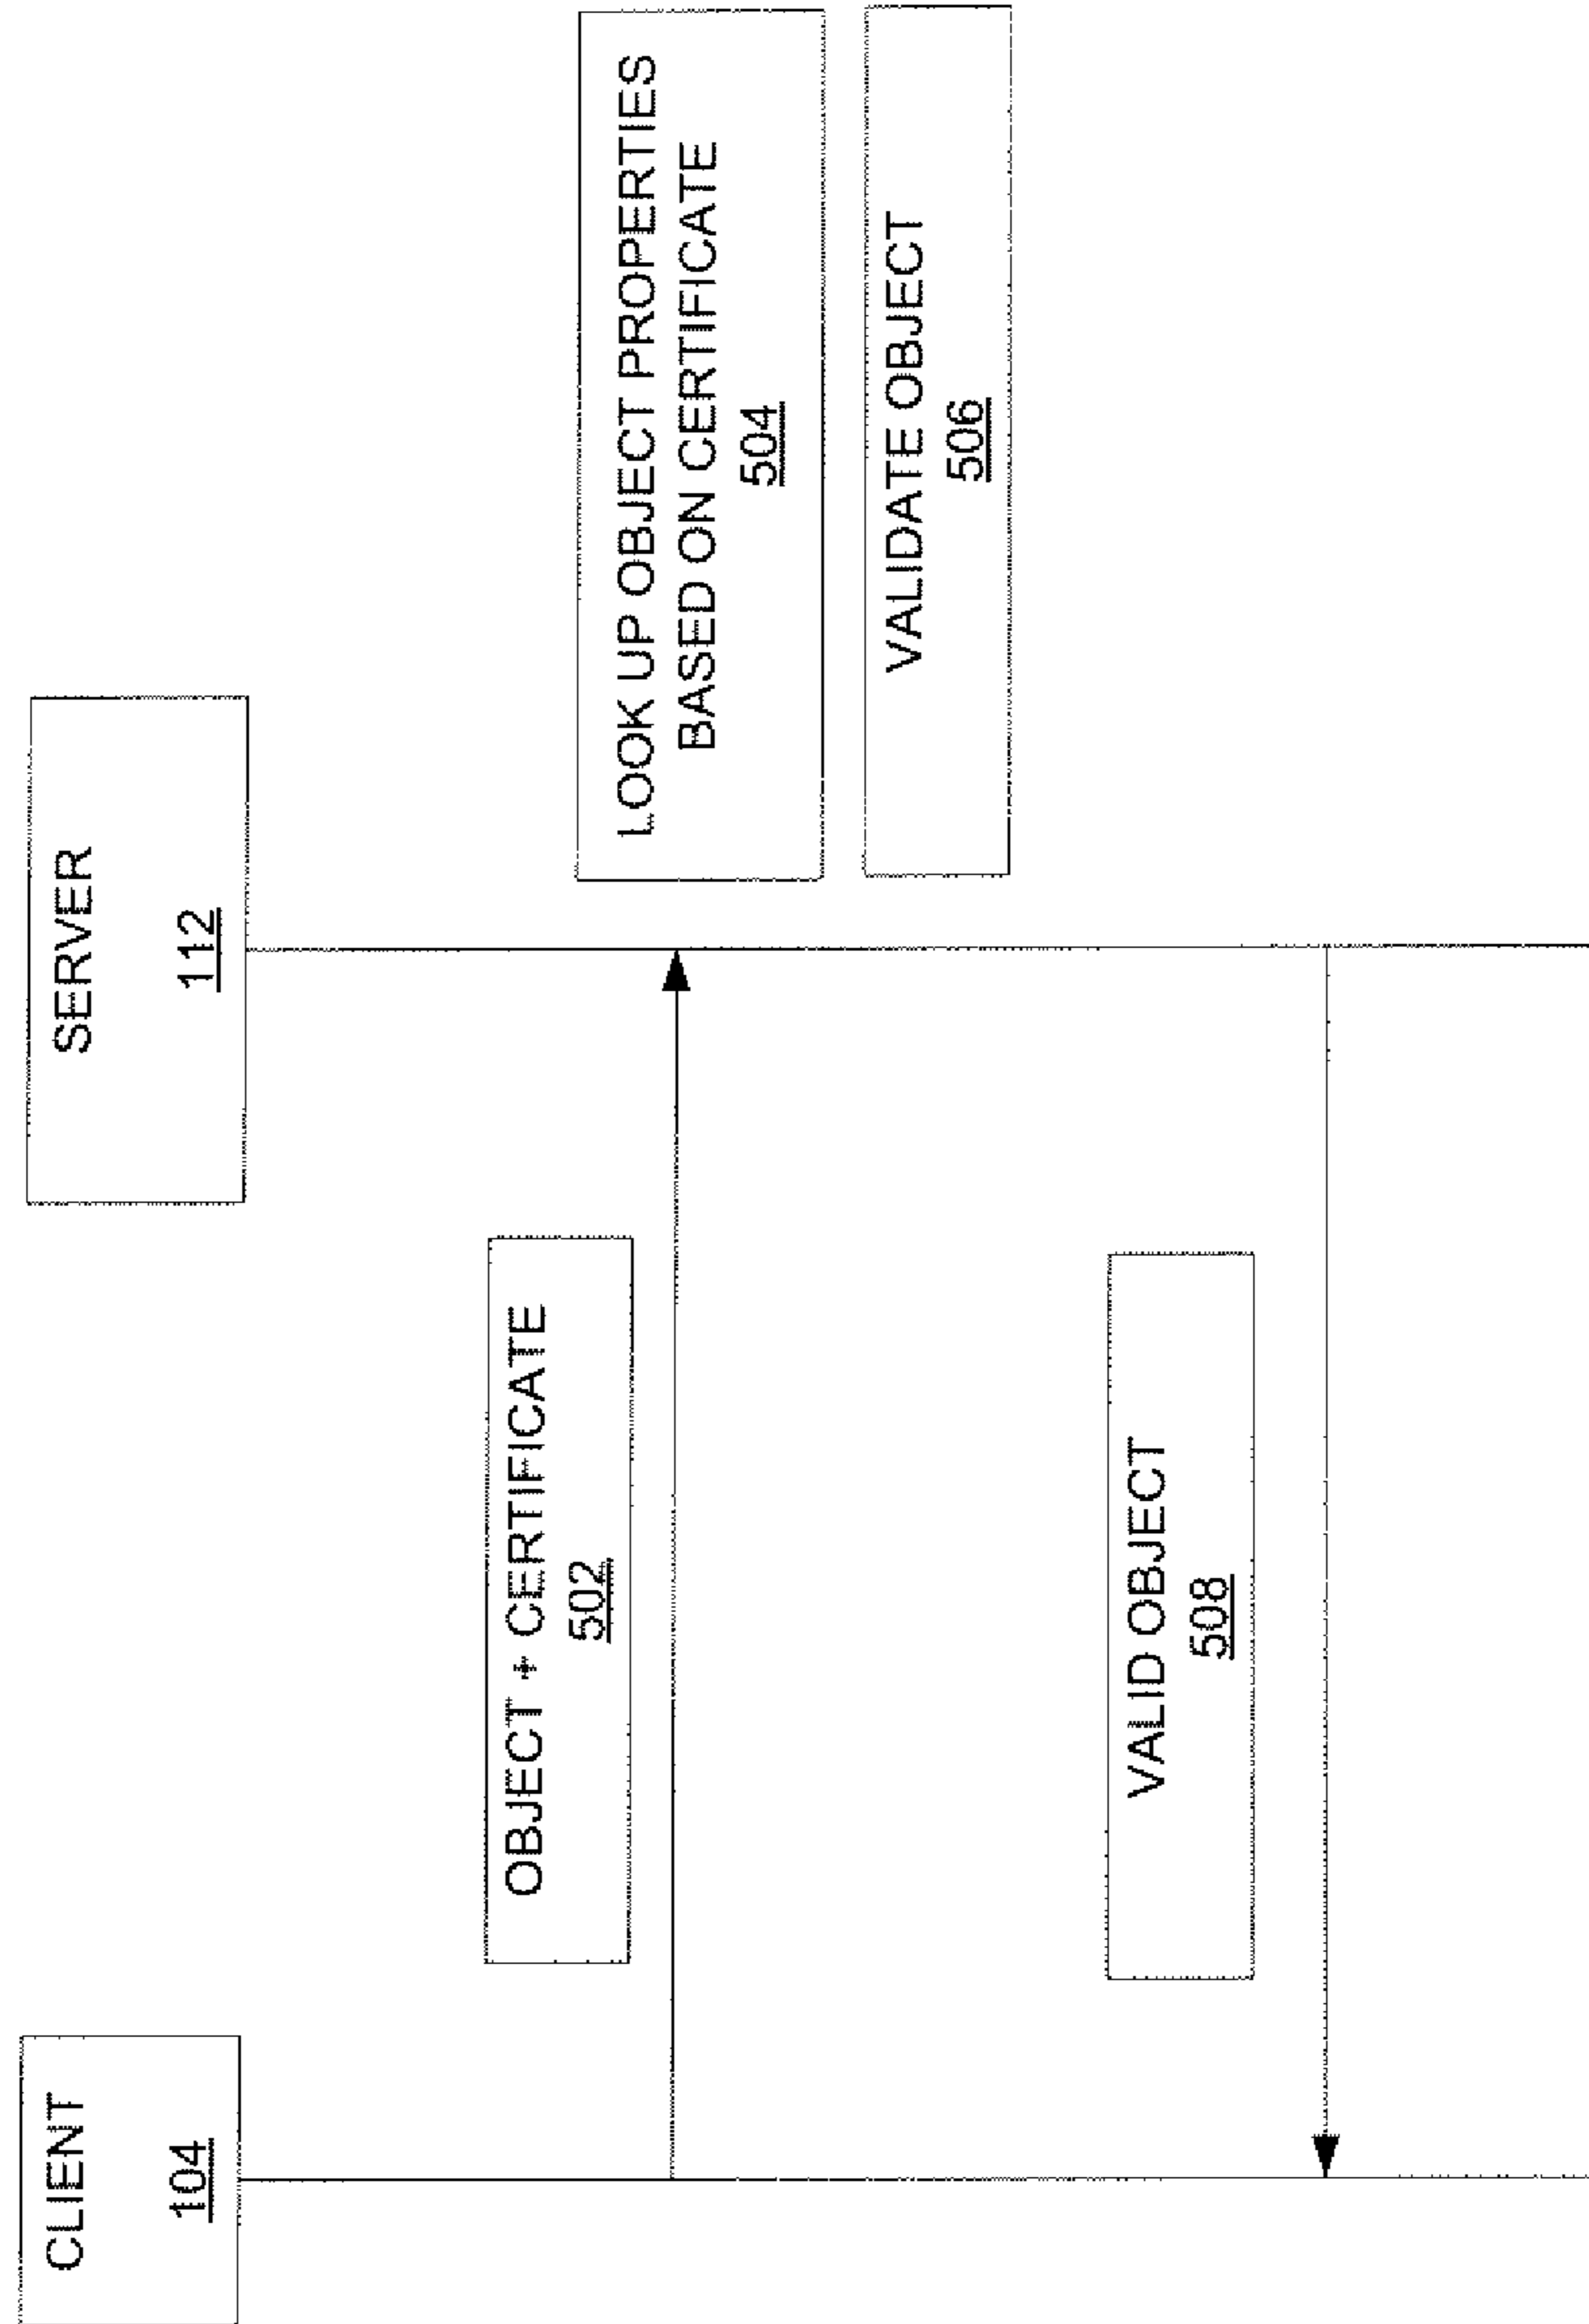 CLIENT
104
SERVER
112
OBJECT + CERTIFICATE
502
LOOK UP OBJECT PROPERTIES
BASED ON CERTIFICATE
504
VALIDATE OBJECT
506
VALID OBJECT
508